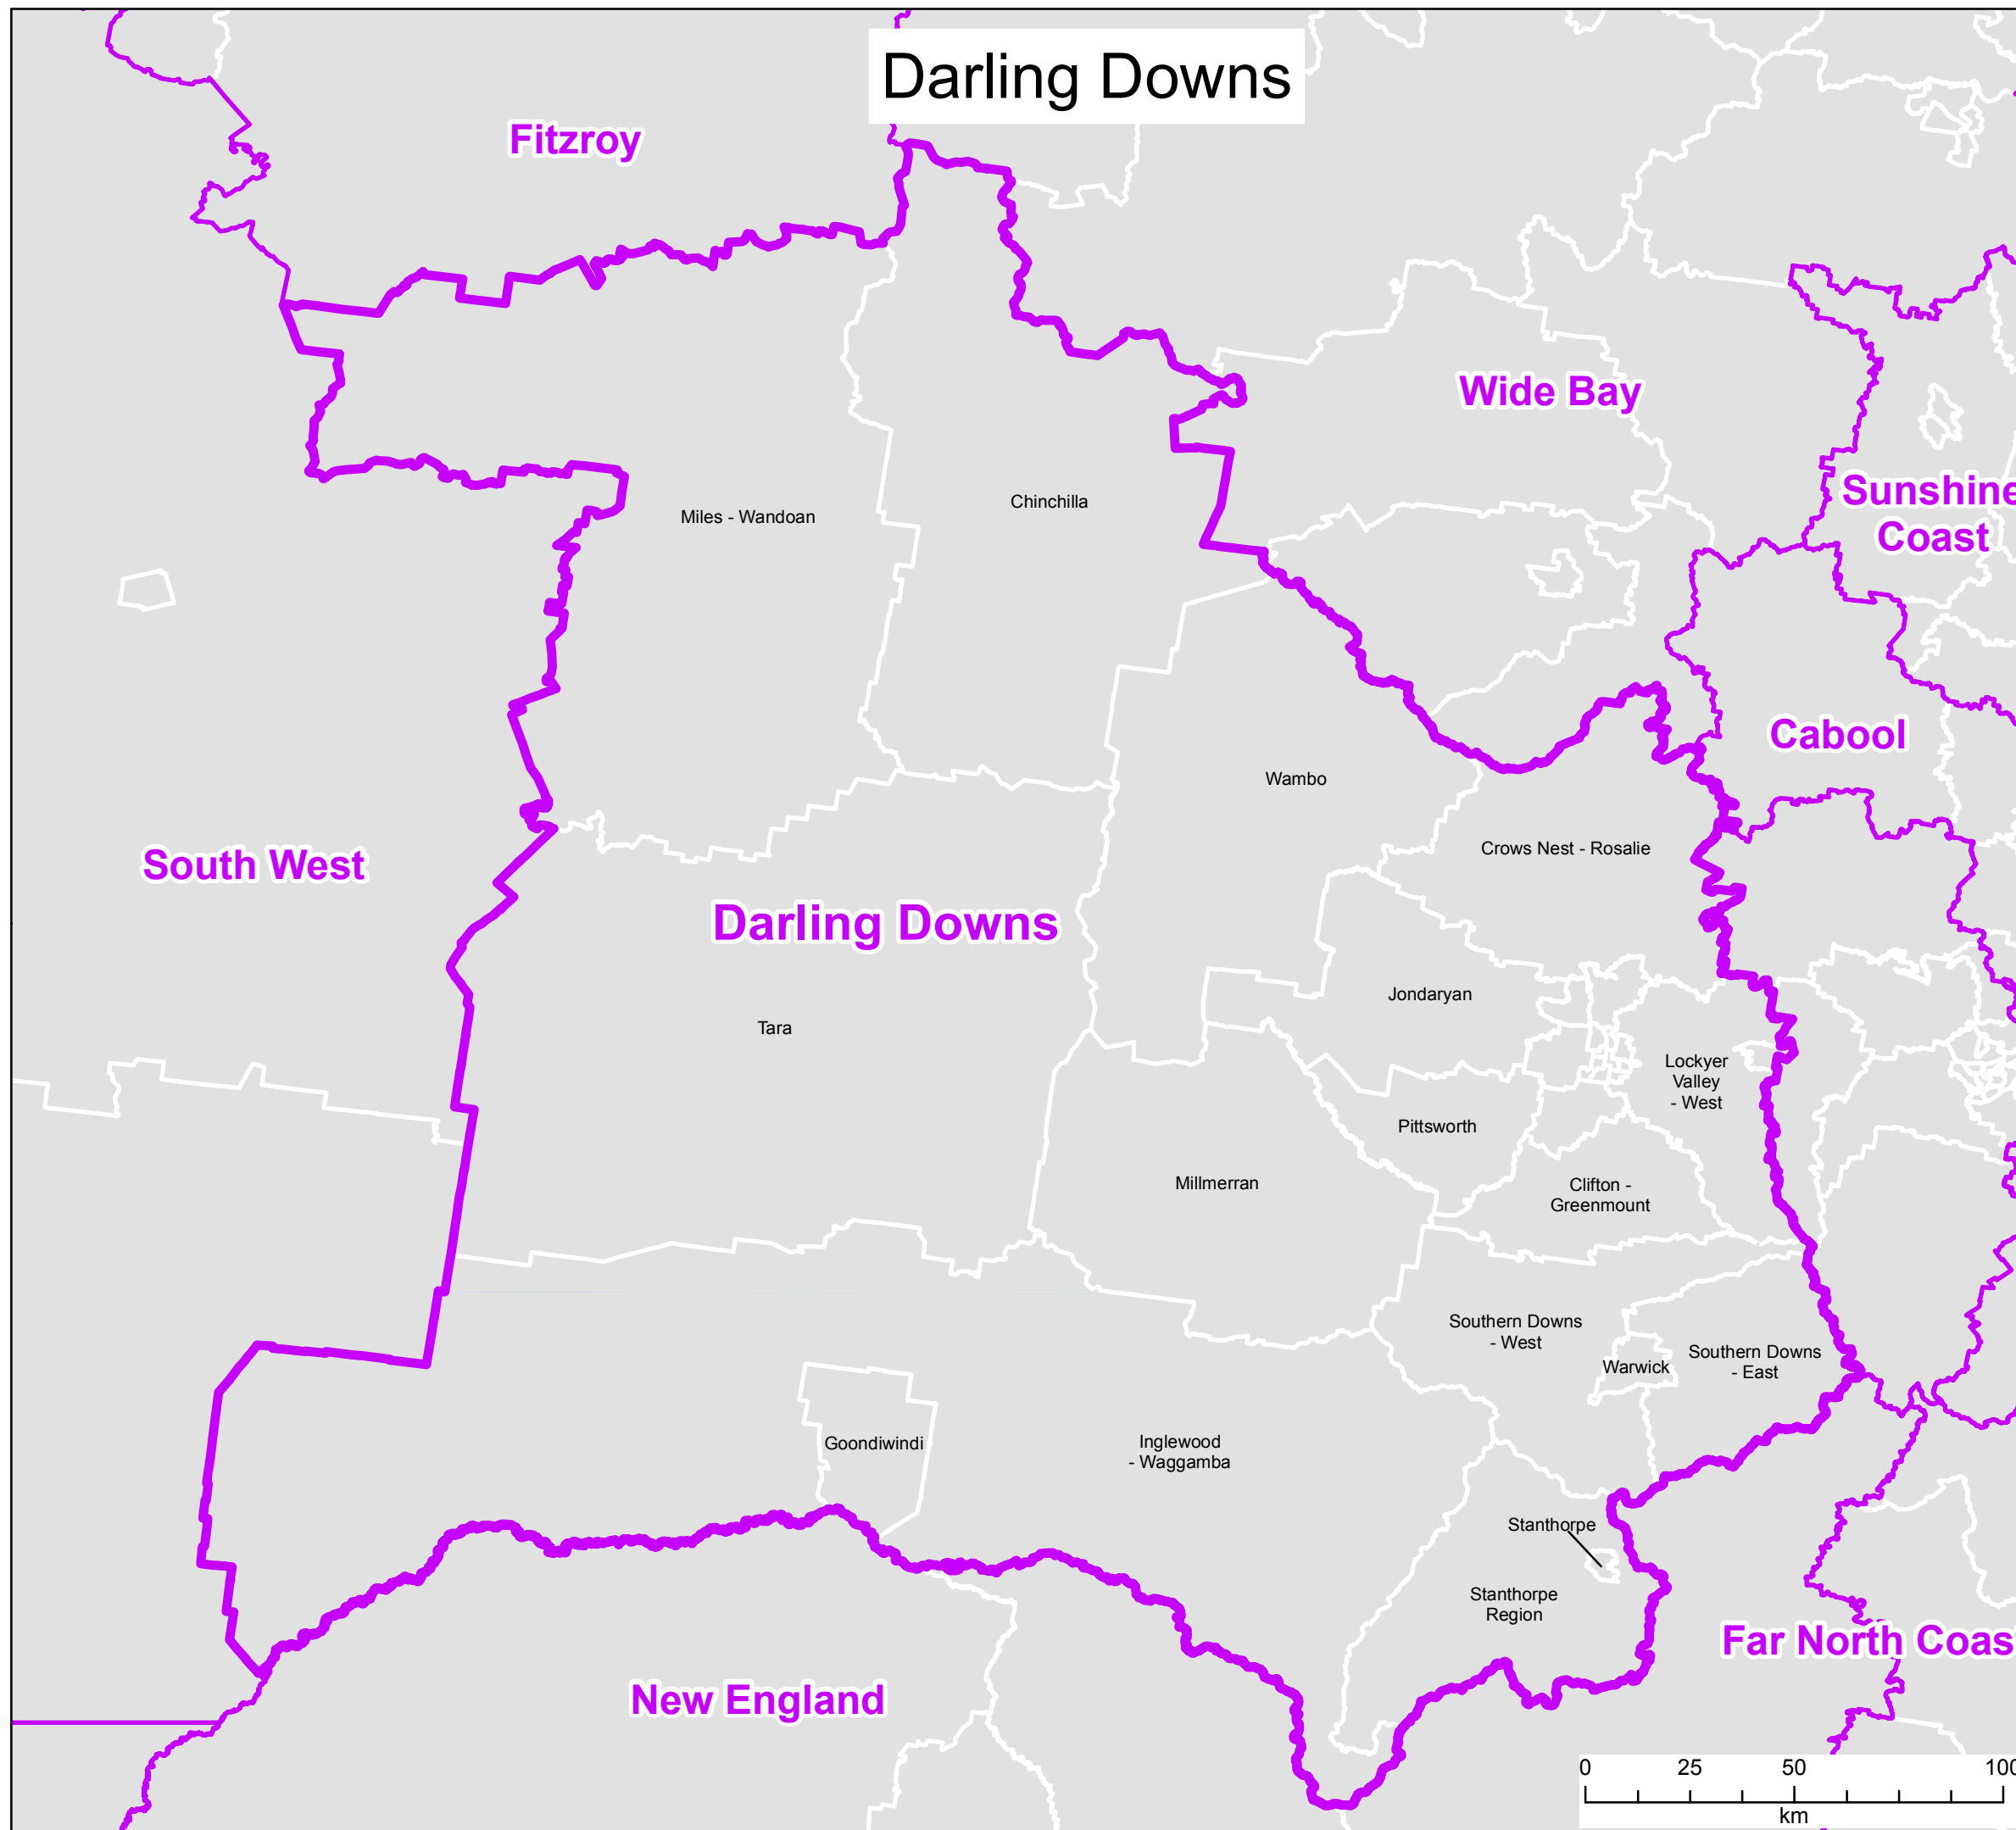 Darling Downs
Fitzroy
Wide Bay
Sunshine
Coast
Miles - Wandoan
Chinchilla
Cabool
Wambo
Crows Nest - Rosalie
South West
Darling Downs
Jondaryan
Tara
Lockyer
Valley
- West
Pittsworth
Millmerran
Clifton -
Greenmount
Southern Downs
- West
Warwick
Southern Downs
- East
Goondiwindi
Inglewood
- Waggamba
Stanthorpe
Stanthorpe
Region
Far North Coas
New England
0 25 50 100
km